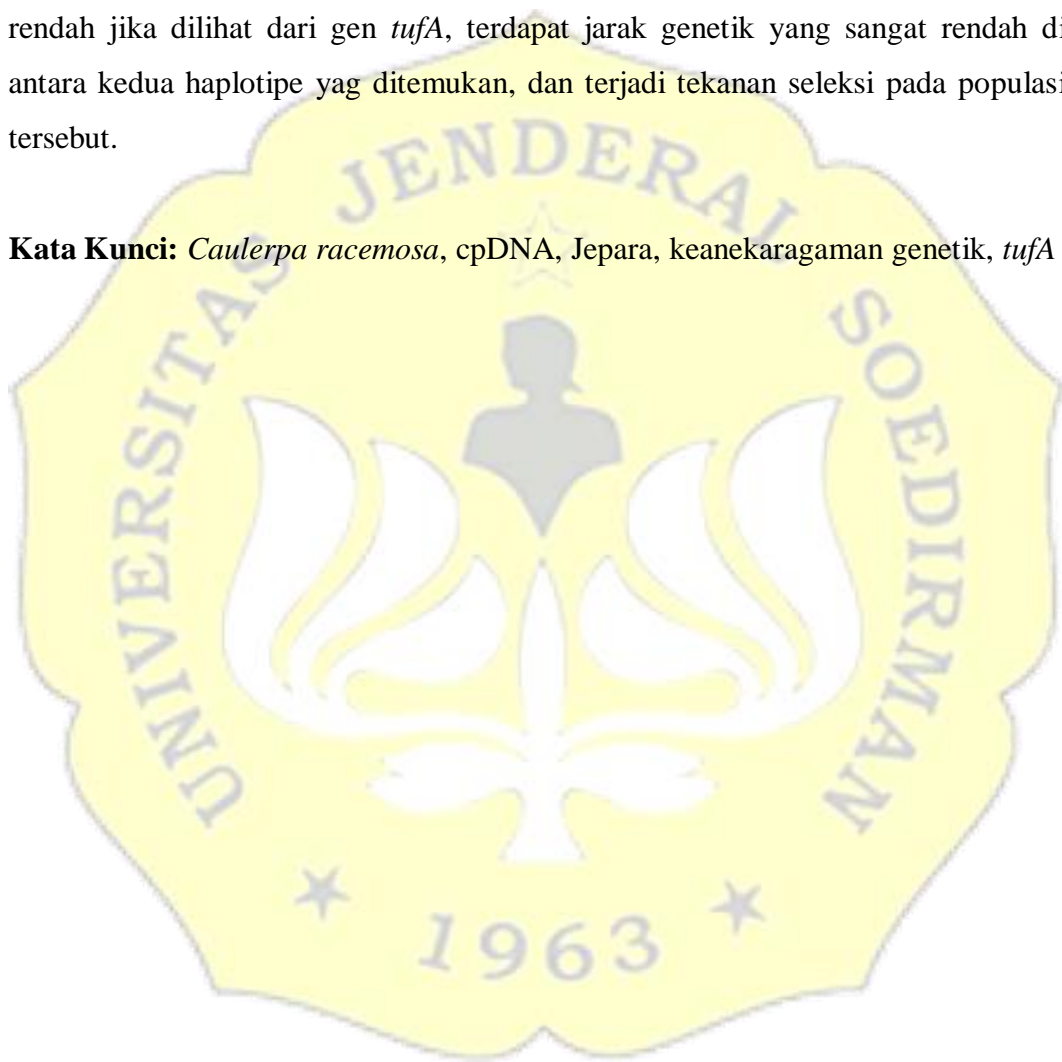 rendah jika dilihat dari gen tufA, terdapat jarak genetik yang sangat rendah di
antara kedua haplotipe yag ditemukan, dan terjadi tekanan seleksi pada populasi
tersebut.
Kata Kunci: Caulerpa racemosa, cpDNA, Jepara, keanekaragaman genetik, tufA
UNIVERSITAS JENDERAL SOEDIRMAN
1963